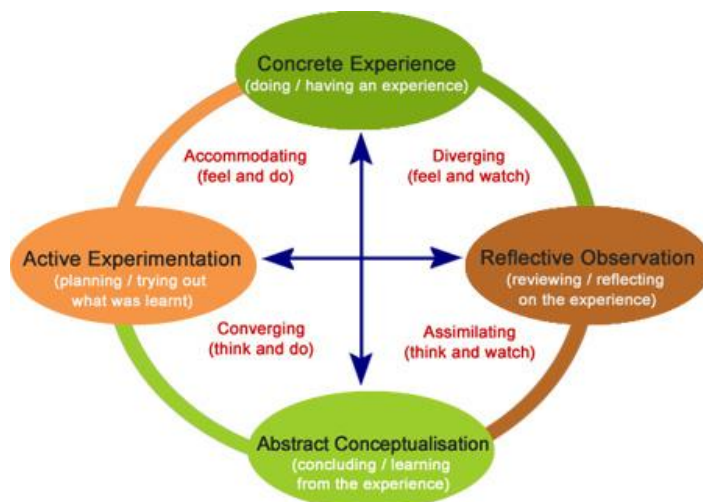 Concrete Experience
(doing / having an experience)
Accommodating
(feel and do)
Diverging
(feel and watch)
Active Experimentation
(planning / trying out
what was learnt)
Reflective Observation
(reviewing / reflecting
on the experience)
Converging
(think and do)
Assimilating
(think and watch)
Abstract Conceptualisation
(concluding / learning
from the experience)